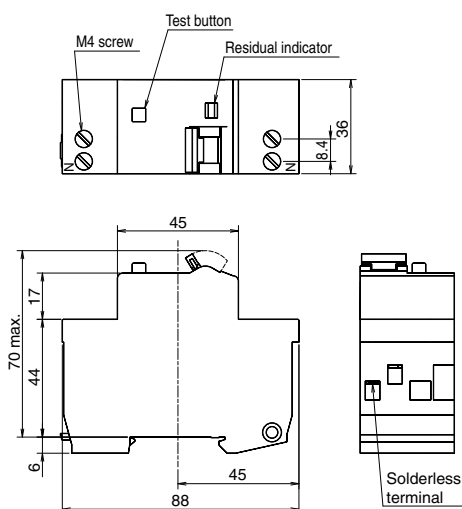 Test button
M4 screw
Residual indicator
N
N
8.4
36
45
70 max.
17
44
6
45
88
Solderless
terminal